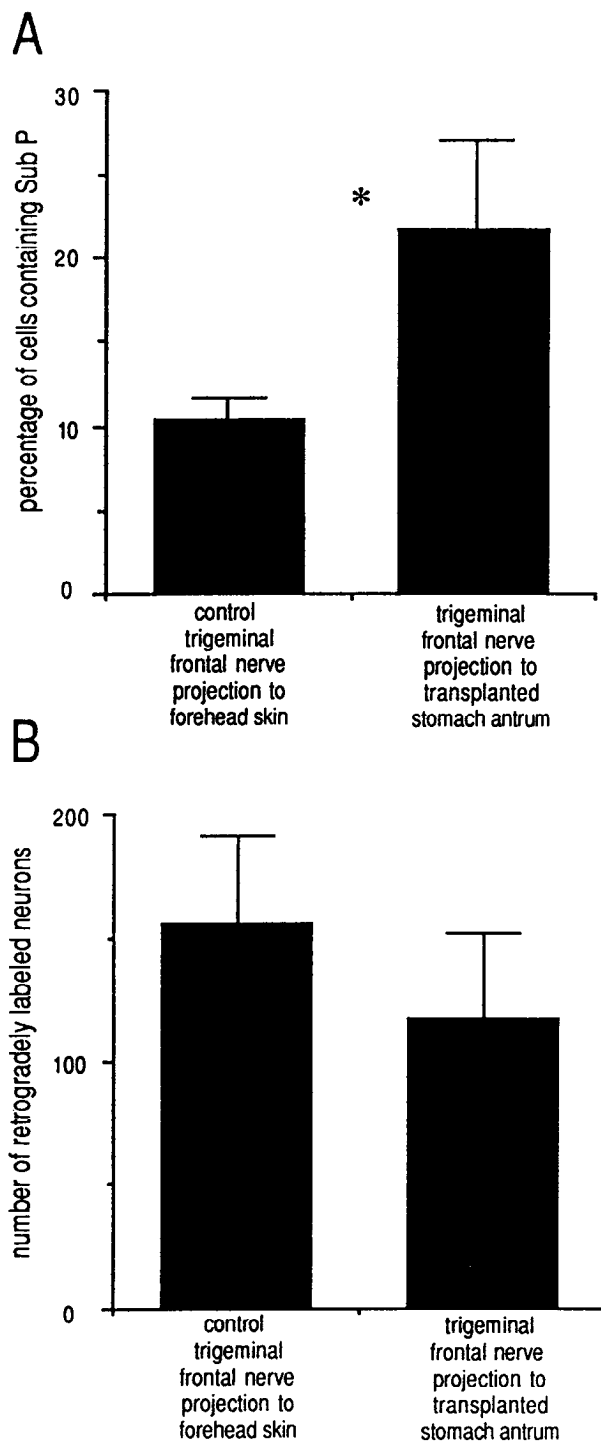 A
percentage of cells containing Sub P
30
20
10
0
*
control
trigeminal
frontal nerve
projection to
forehead skin
trigeminal
frontal nerve
projection to
transplanted
stomach antrum
B
number of retrogradely labeled neurons
200
100
0
control
trigeminal
frontal nerve
projection to
forehead skin
trigeminal
frontal nerve
projection to
transplanted
stomach antrum